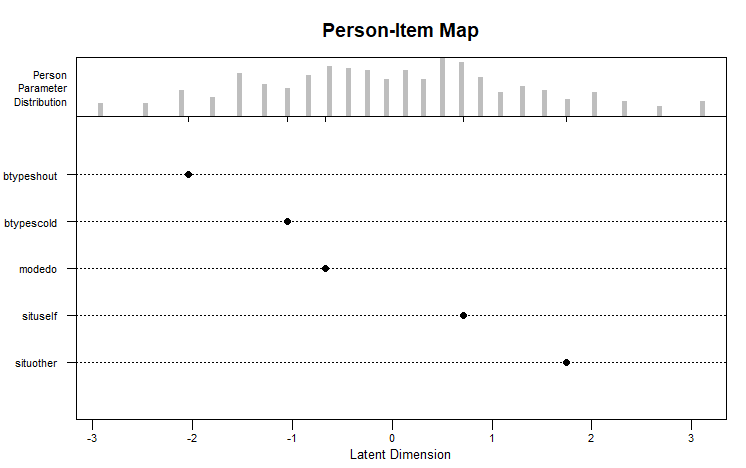 Person-Item Map
Person
Parameter
Distribution
btypeshout
btypescold
modedo
situself
situother
-3 -2 -1 0 1 2 3
Latent Dimension